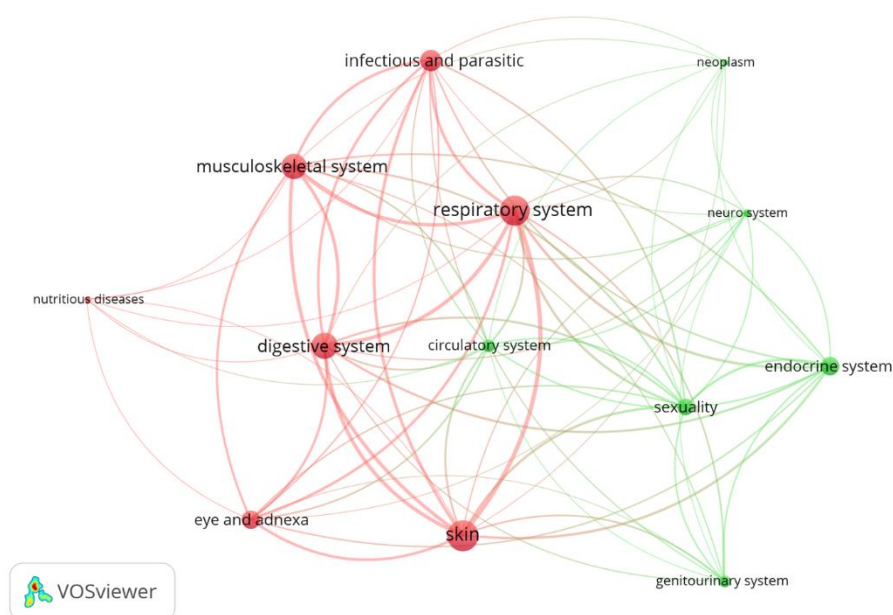 infectious and parasitic
neoplasm
musculoskeletal system
respiratory system
neuro system
nutritious diseases
digestive system
circulatory system
endocrine system
sexuality
eye and adnexa
skin
genitourinary system
VOSviewer